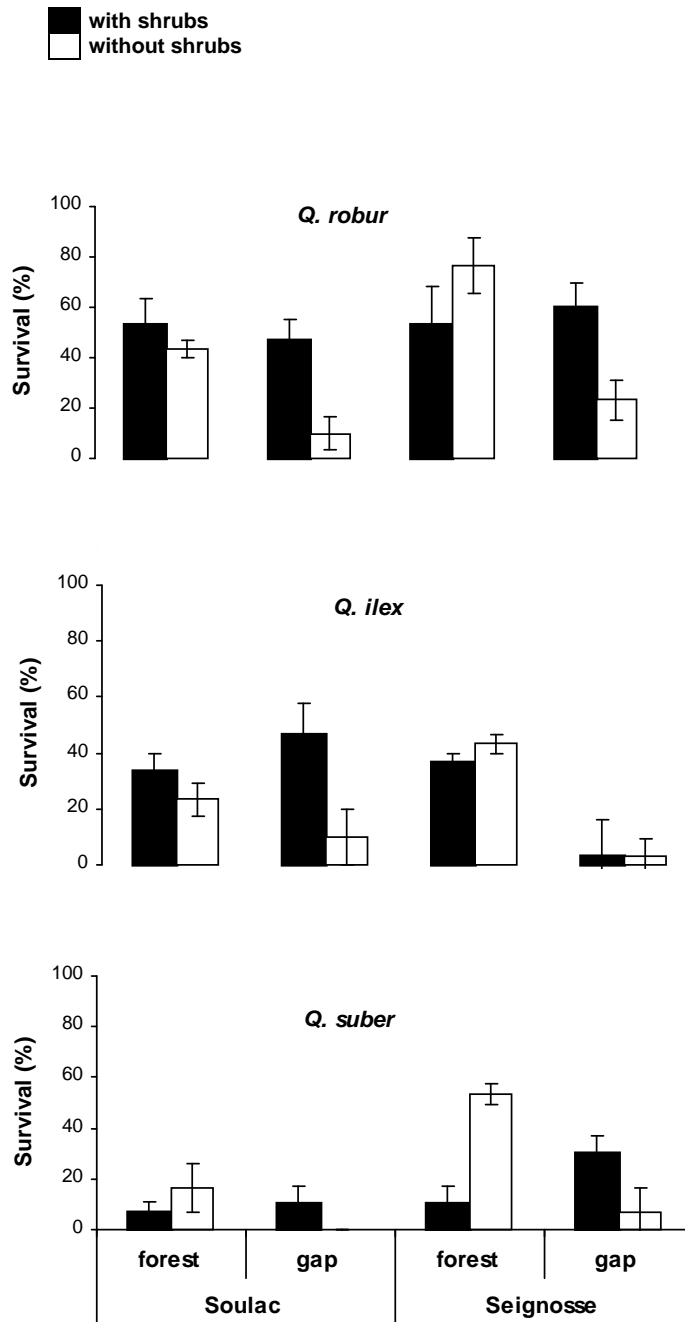 with shrubs
without shrubs
Q. robur
Survival (%)
100
80
60
40
20
0
Q. ilex
Survival (%)
100
80
60
40
20
0
Q. suber
Survival (%)
100
80
60
40
20
0
forest gap forest gap
Soulac Seignosse